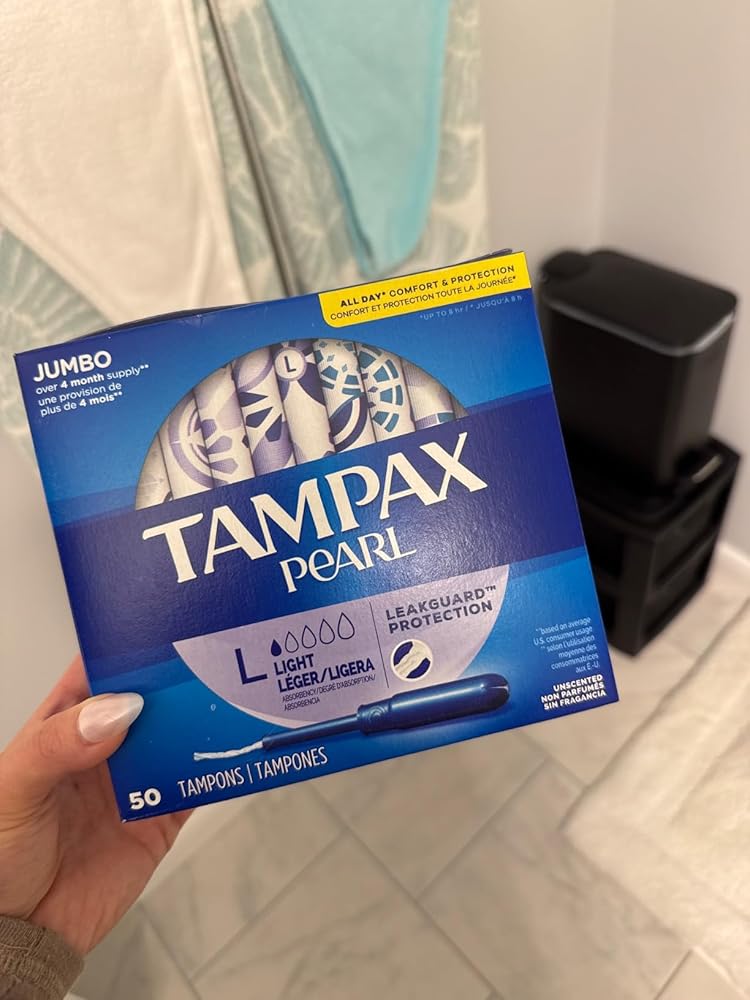 ALL DAY* COMFORT & PROTECTION
CONFORT ET PROTECTION TOUTE LA JOURNÉE*
*UP TO 8 hr / * JUSQU'À 8 h
JUMBO
over 4 month supply**
une provision de
plus de 4 mois**
L
TAMPAX
PEARL
L
LIGHT
LÉGER/LIGERA
ABSORBENCY/DEGRÉ D'ABSORPTION/
ABSORBENCIA
LEAKGUARD™
PROTECTION
**based on average
U.S. consumer usage
**selon l'utilisation
moyenne des
consommatrices
aux É.-U.
UNSCENTED
NON PARFUMÉS
SIN FRAGANCIA
50 TAMPONS | TAMPONES